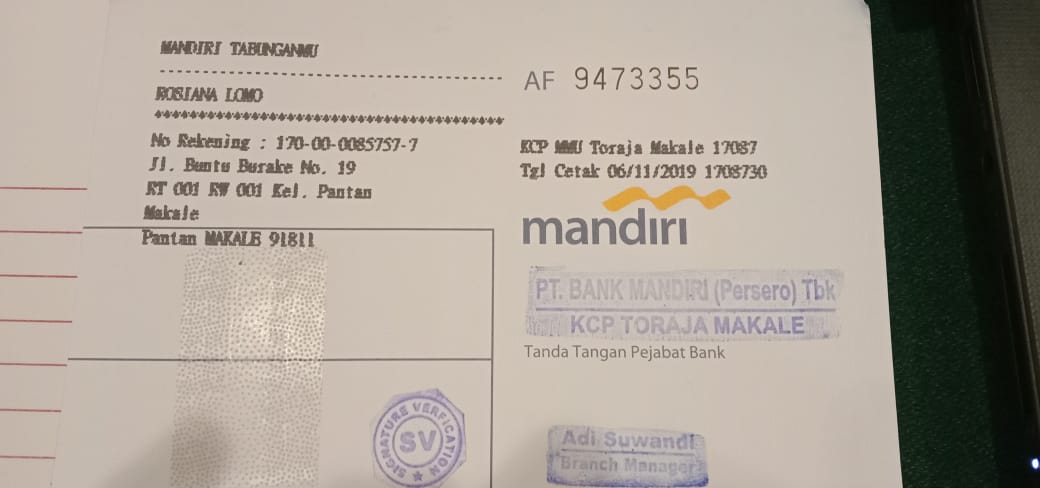 MANDIRI TABUNGANMU
ROSIANA LOMO
No Rekening : 170-00-0085757-7
Jl. Buntu Burake No. 19
RT 001 RW 001 Kel. Pantan
Makale
Pantan MAKALE 91811
AF 9473355
KCP MMU Toraja Makale 17087
Tgl Cetak 06/11/2019 1708730
mandiri
PT. BANK MANDIRI (Persero) Tbk
KCP TORAJA MAKALE
Tanda Tangan Pejabat Bank
SIGNATURE VERFICATION
SV
Adi Suwandi
Branch Manager